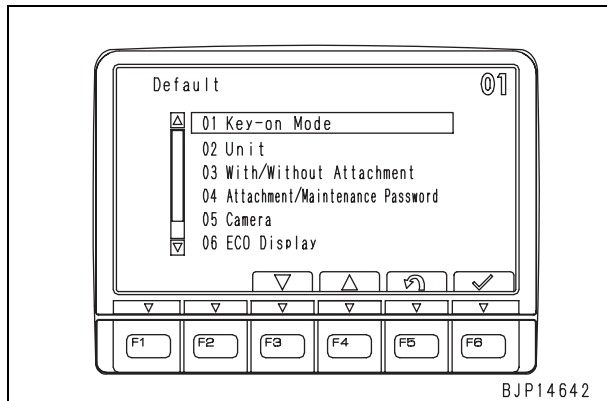 Default
01
01 Key-on Mode
02 Unit
03 With/Without Attachment
04 Attachment/Maintenance Password
05 Camera
06 ECO Display
F1 F2 F3 F4 F5 F6
BJP14642